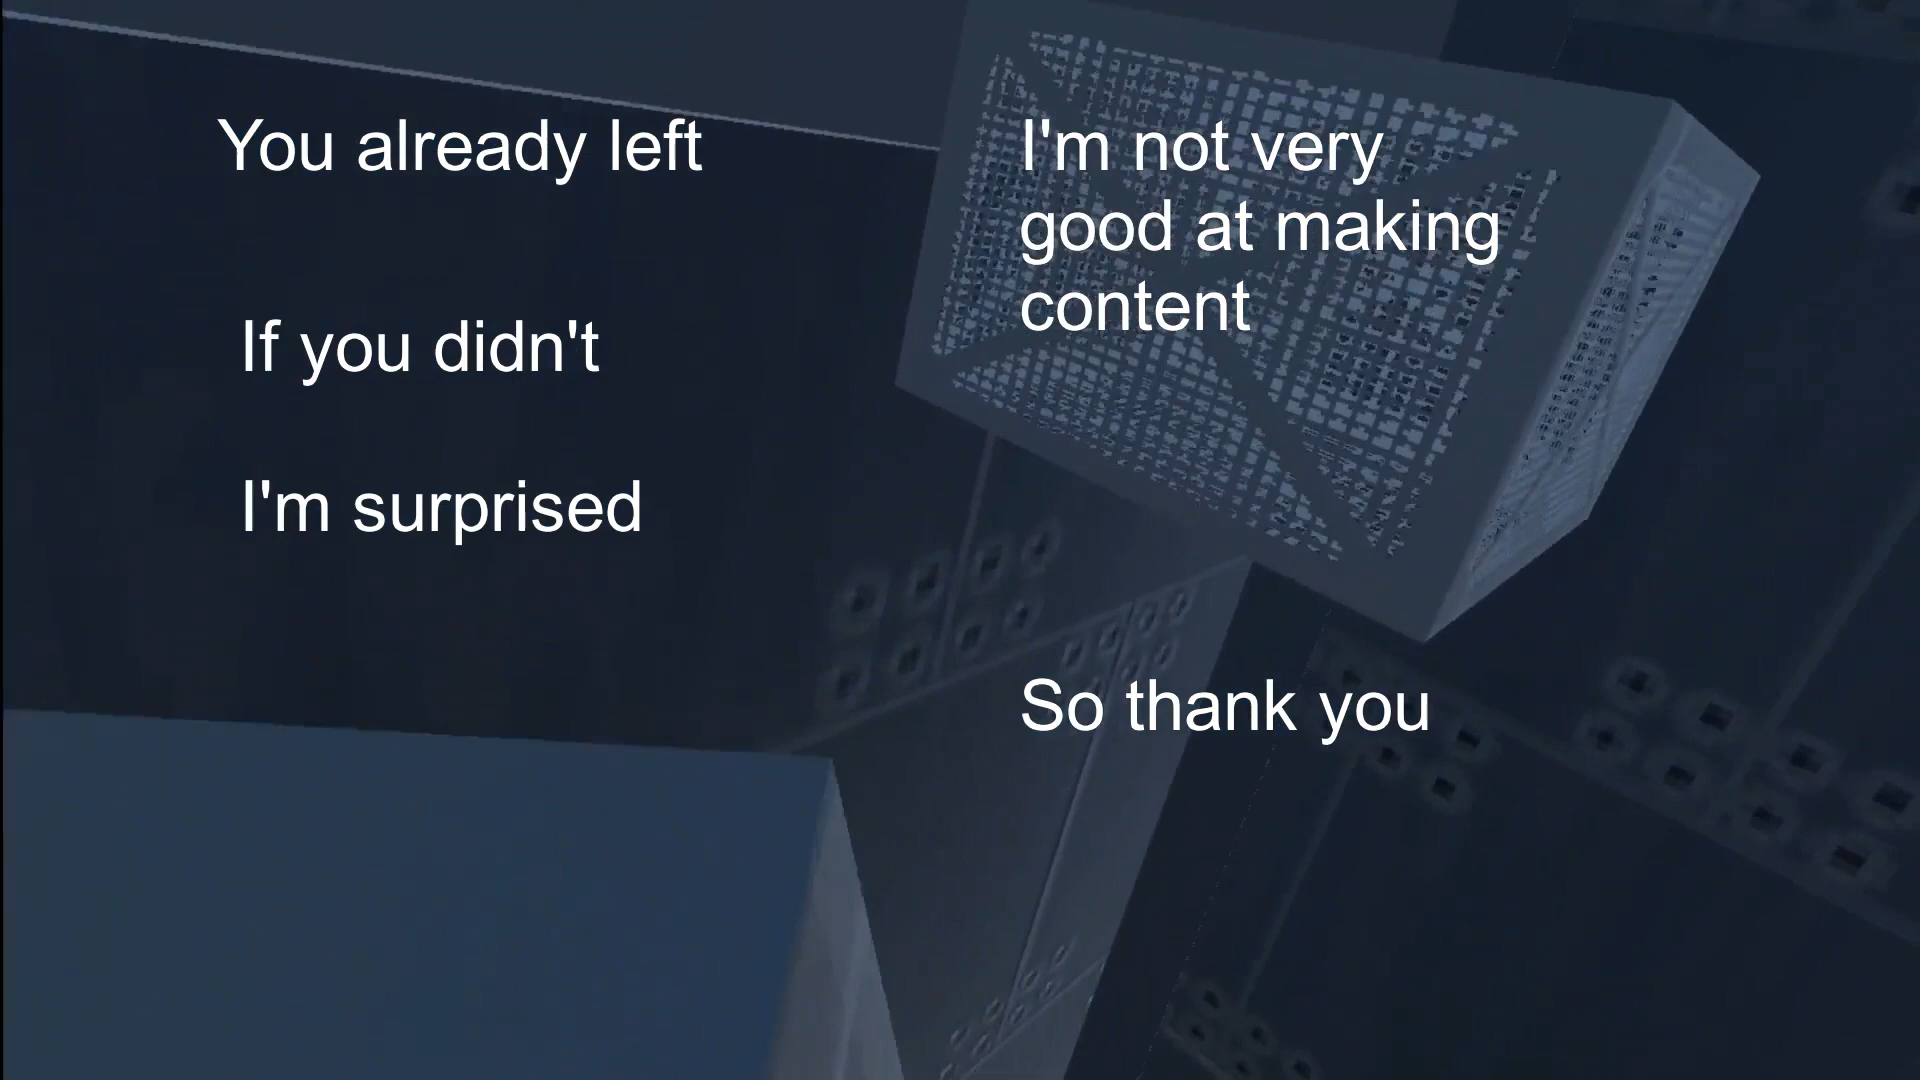 You already left
If you didn't
I'm surprised
I'm not very
good at making
content
So thank you